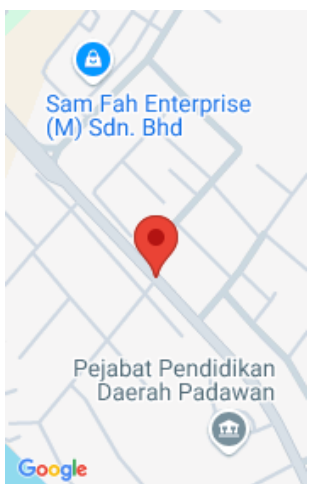 Sam Fah Enterprise
(M) Sdn. Bhd
Pejabat Pendidikan
Daerah Padawan
Google